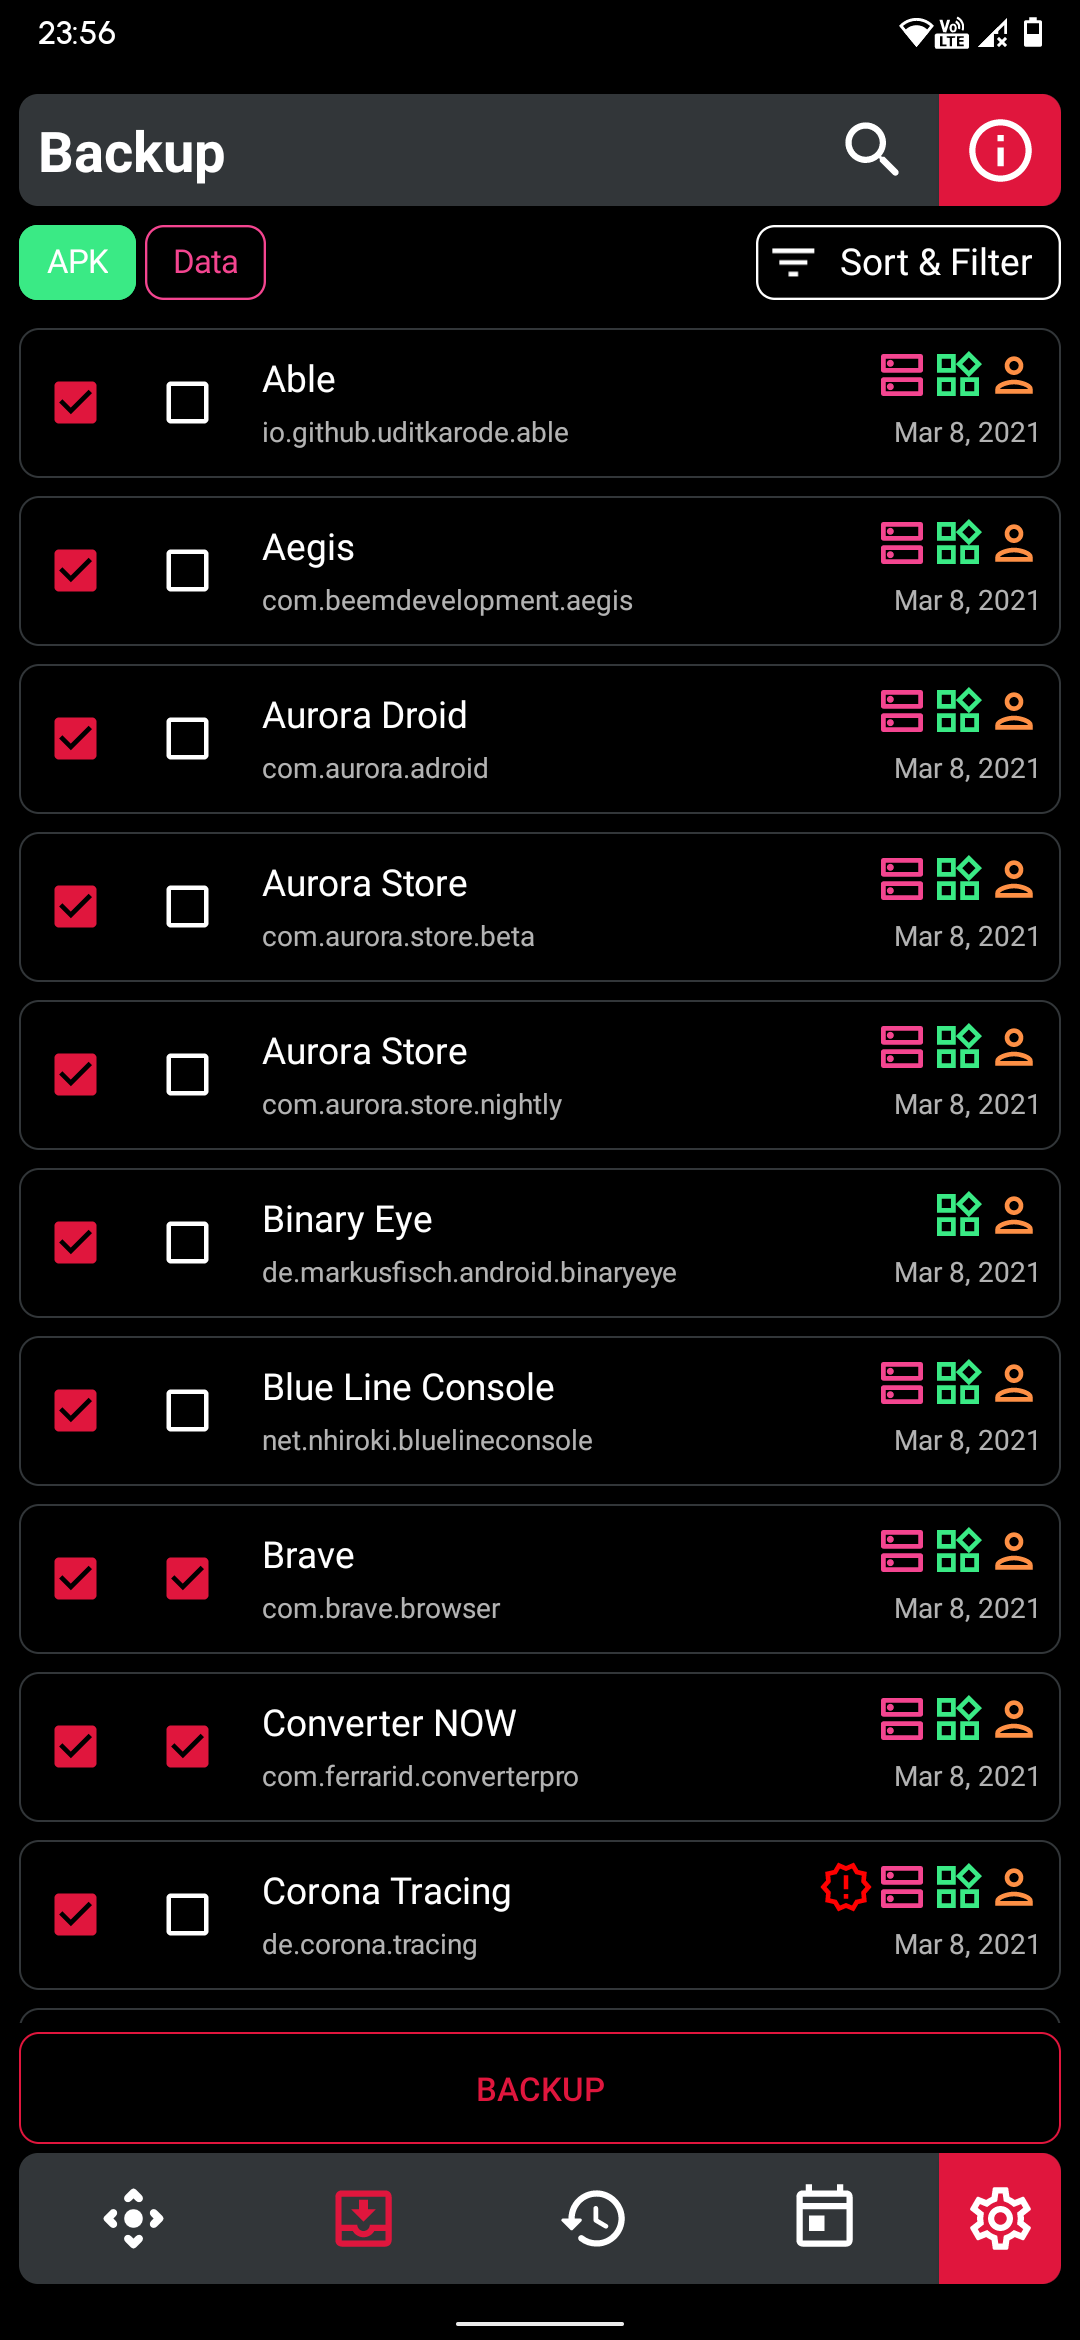 23:56
Vo LTE
Backup
APK Data Sort & Filter
Able
io.github.uditkarode.able Mar 8, 2021
Aegis
com.beemdevelopment.aegis Mar 8, 2021
Aurora Droid
com.aurora.adroid Mar 8, 2021
Aurora Store
com.aurora.store.beta Mar 8, 2021
Aurora Store
com.aurora.store.nightly Mar 8, 2021
Binary Eye
de.markusfisch.android.binaryeye Mar 8, 2021
Blue Line Console
net.nhiroki.bluelineconsole Mar 8, 2021
Brave
com.brave.browser Mar 8, 2021
Converter NOW
com.ferrarid.converterpro Mar 8, 2021
Corona Tracing
de.corona.tracing Mar 8, 2021
BACKUP